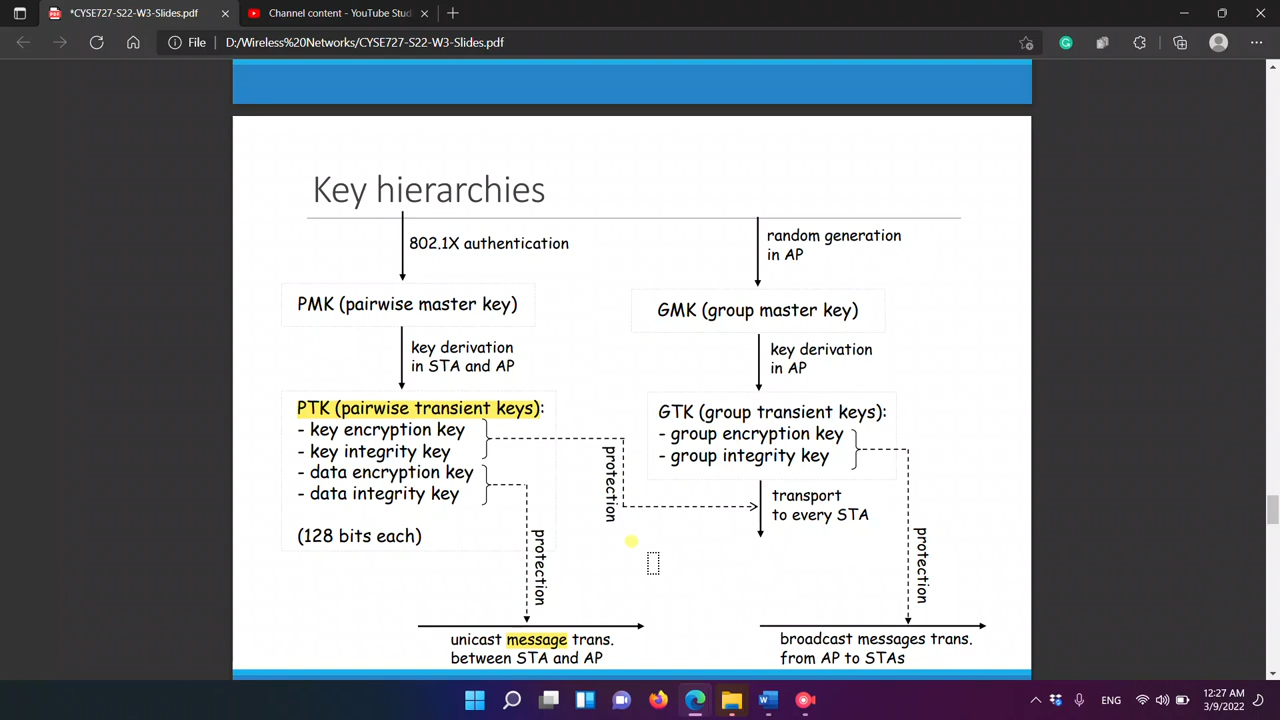 *CYSE727-S22-W3-Slides.pdf
Channel content - YouTube Stud
File
D:/Wireless%20Networks/CYSE727-S22-W3-Slides.pdf
Key hierarchies
802.1X authentication
PMK (pairwise master key)
key derivation
in STA and AP
PTK (pairwise transient keys):
- key encryption key
- key integrity key
- data encryption key
- data integrity key
(128 bits each)
protection
protection
unicast message trans.
between STA and AP
random generation
in AP
GMK (group master key)
key derivation
in AP
GTK (group transient keys):
- group encryption key
- group integrity key
transport
to every STA
protection
broadcast messages trans.
from AP to STAs
ENG
12:27 AM
3/9/2022